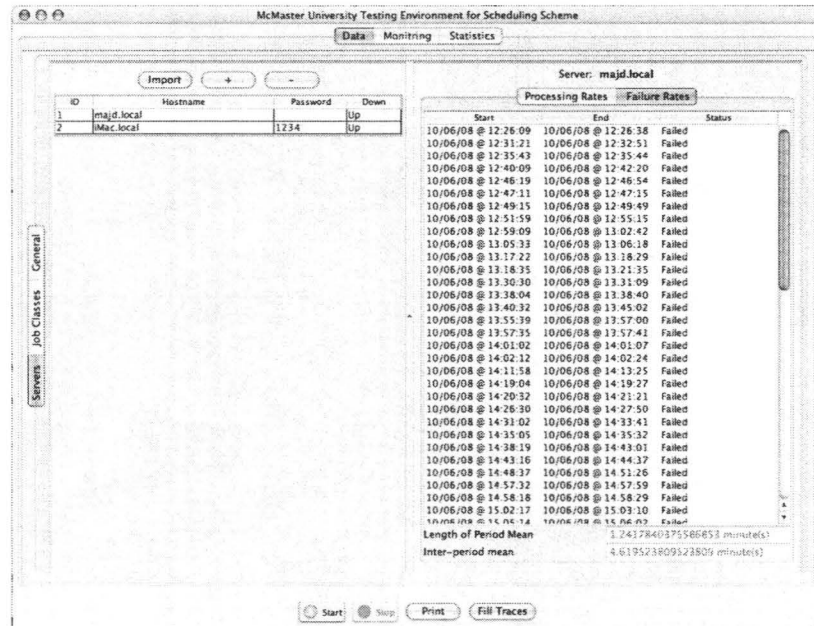 McMaster University Testing Environment for Scheduling Scheme
Data Monitring Statistics
Import + -
ID Hostname Password Down
1 majd.local Up
2 iMac.local 1234 Up
General
Job Classes
Servers
Server: majd.local
Processing Rates Failure Rates
Start End Status
10/06/08 @ 12:26:09 10/06/08 @ 12:26:38 Failed
10/06/08 @ 12:31:21 10/06/08 @ 12:32:51 Failed
10/06/08 @ 12:35:43 10/06/08 @ 12:35:44 Failed
10/06/08 @ 12:40:09 10/06/08 @ 12:42:20 Failed
10/06/08 @ 12:46:19 10/06/08 @ 12:46:54 Failed
10/06/08 @ 12:47:11 10/06/08 @ 12:47:15 Failed
10/06/08 @ 12:49:15 10/06/08 @ 12:49:49 Failed
10/06/08 @ 12:51:59 10/06/08 @ 12:55:15 Failed
10/06/08 @ 12:59:09 10/06/08 @ 13:02:42 Failed
10/06/08 @ 13:05:33 10/06/08 @ 13:06:18 Failed
10/06/08 @ 13:17:22 10/06/08 @ 13:18:29 Failed
10/06/08 @ 13:18:35 10/06/08 @ 13:21:35 Failed
10/06/08 @ 13:30:30 10/06/08 @ 13:31:09 Failed
10/06/08 @ 13:38:04 10/06/08 @ 13:38:40 Failed
10/06/08 @ 13:40:32 10/06/08 @ 13:45:02 Failed
10/06/08 @ 13:55:39 10/06/08 @ 13:57:00 Failed
10/06/08 @ 13:57:35 10/06/08 @ 13:57:41 Failed
10/06/08 @ 14:01:02 10/06/08 @ 14:01:07 Failed
10/06/08 @ 14:02:12 10/06/08 @ 14:02:24 Failed
10/06/08 @ 14:11:58 10/06/08 @ 14:13:25 Failed
10/06/08 @ 14:19:04 10/06/08 @ 14:19:27 Failed
10/06/08 @ 14:20:32 10/06/08 @ 14:21:21 Failed
10/06/08 @ 14:26:30 10/06/08 @ 14:27:50 Failed
10/06/08 @ 14:31:02 10/06/08 @ 14:33:41 Failed
10/06/08 @ 14:35:05 10/06/08 @ 14:35:32 Failed
10/06/08 @ 14:38:19 10/06/08 @ 14:43:01 Failed
10/06/08 @ 14:43:16 10/06/08 @ 14:44:37 Failed
10/06/08 @ 14:48:37 10/06/08 @ 14:51:26 Failed
10/06/08 @ 14:57:32 10/06/08 @ 14:57:59 Failed
10/06/08 @ 14:58:18 10/06/08 @ 14:58:29 Failed
10/06/08 @ 15:02:17 10/06/08 @ 15:03:10 Failed
10/06/08 @ 15:05:14 10/06/08 @ 15:06:02 Failed
Length of Period Mean 1.2417840375586853 minute(s)
Inter-period mean 4.619523809523809 minute(s)
Start Stop Print Fill Traces